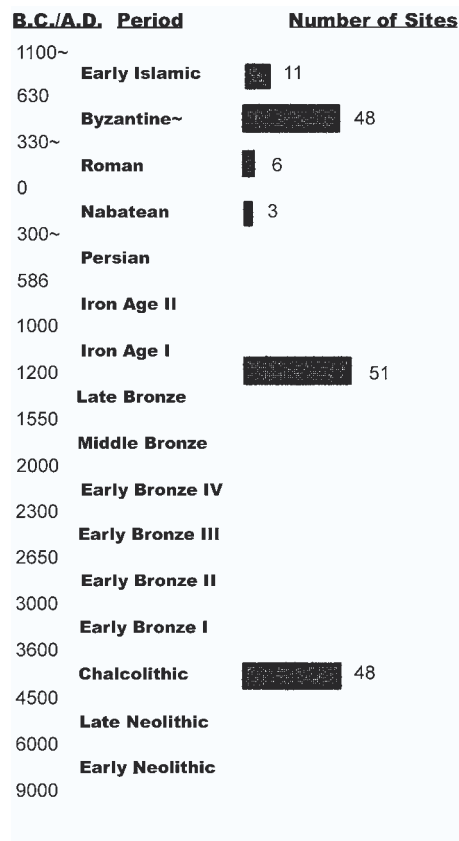 B.C./A.D. Period Number of Sites
1100~
Early Islamic 11
630
Byzantine~ 48
330~
Roman 6
0
Nabatean 3
300~
Persian
586
Iron Age II
1000
Iron Age I
1200 51
Late Bronze
1550
Middle Bronze
2000
Early Bronze IV
2300
Early Bronze III
2650
Early Bronze II
3000
Early Bronze I
3600
Chalcolithic 48
4500
Late Neolithic
6000
Early Neolithic
9000